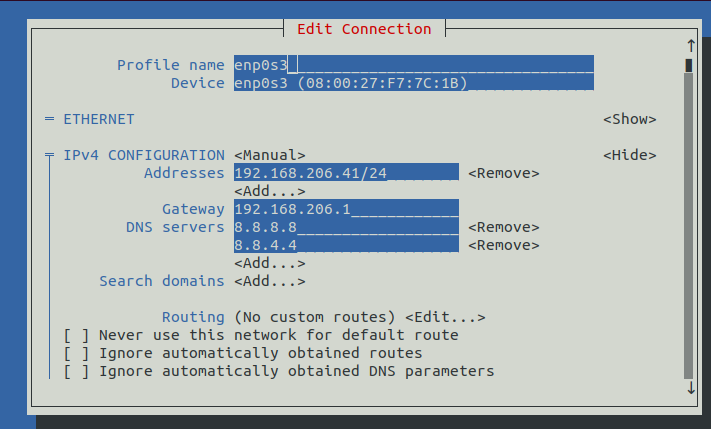 Edit Connection
Profile name enp0s3
Device enp0s3 (08:00:27:F7:7C:1B)
= ETHERNET <Show>
╤ IPv4 CONFIGURATION <Manual> <Hide>
Addresses 192.168.206.41/24 <Remove>
<Add...>
Gateway 192.168.206.1
DNS servers 8.8.8.8 <Remove>
8.8.4.4 <Remove>
<Add...>
Search domains <Add...>
Routing (No custom routes) <Edit...>
[ ] Never use this network for default route
[ ] Ignore automatically obtained routes
[ ] Ignore automatically obtained DNS parameters